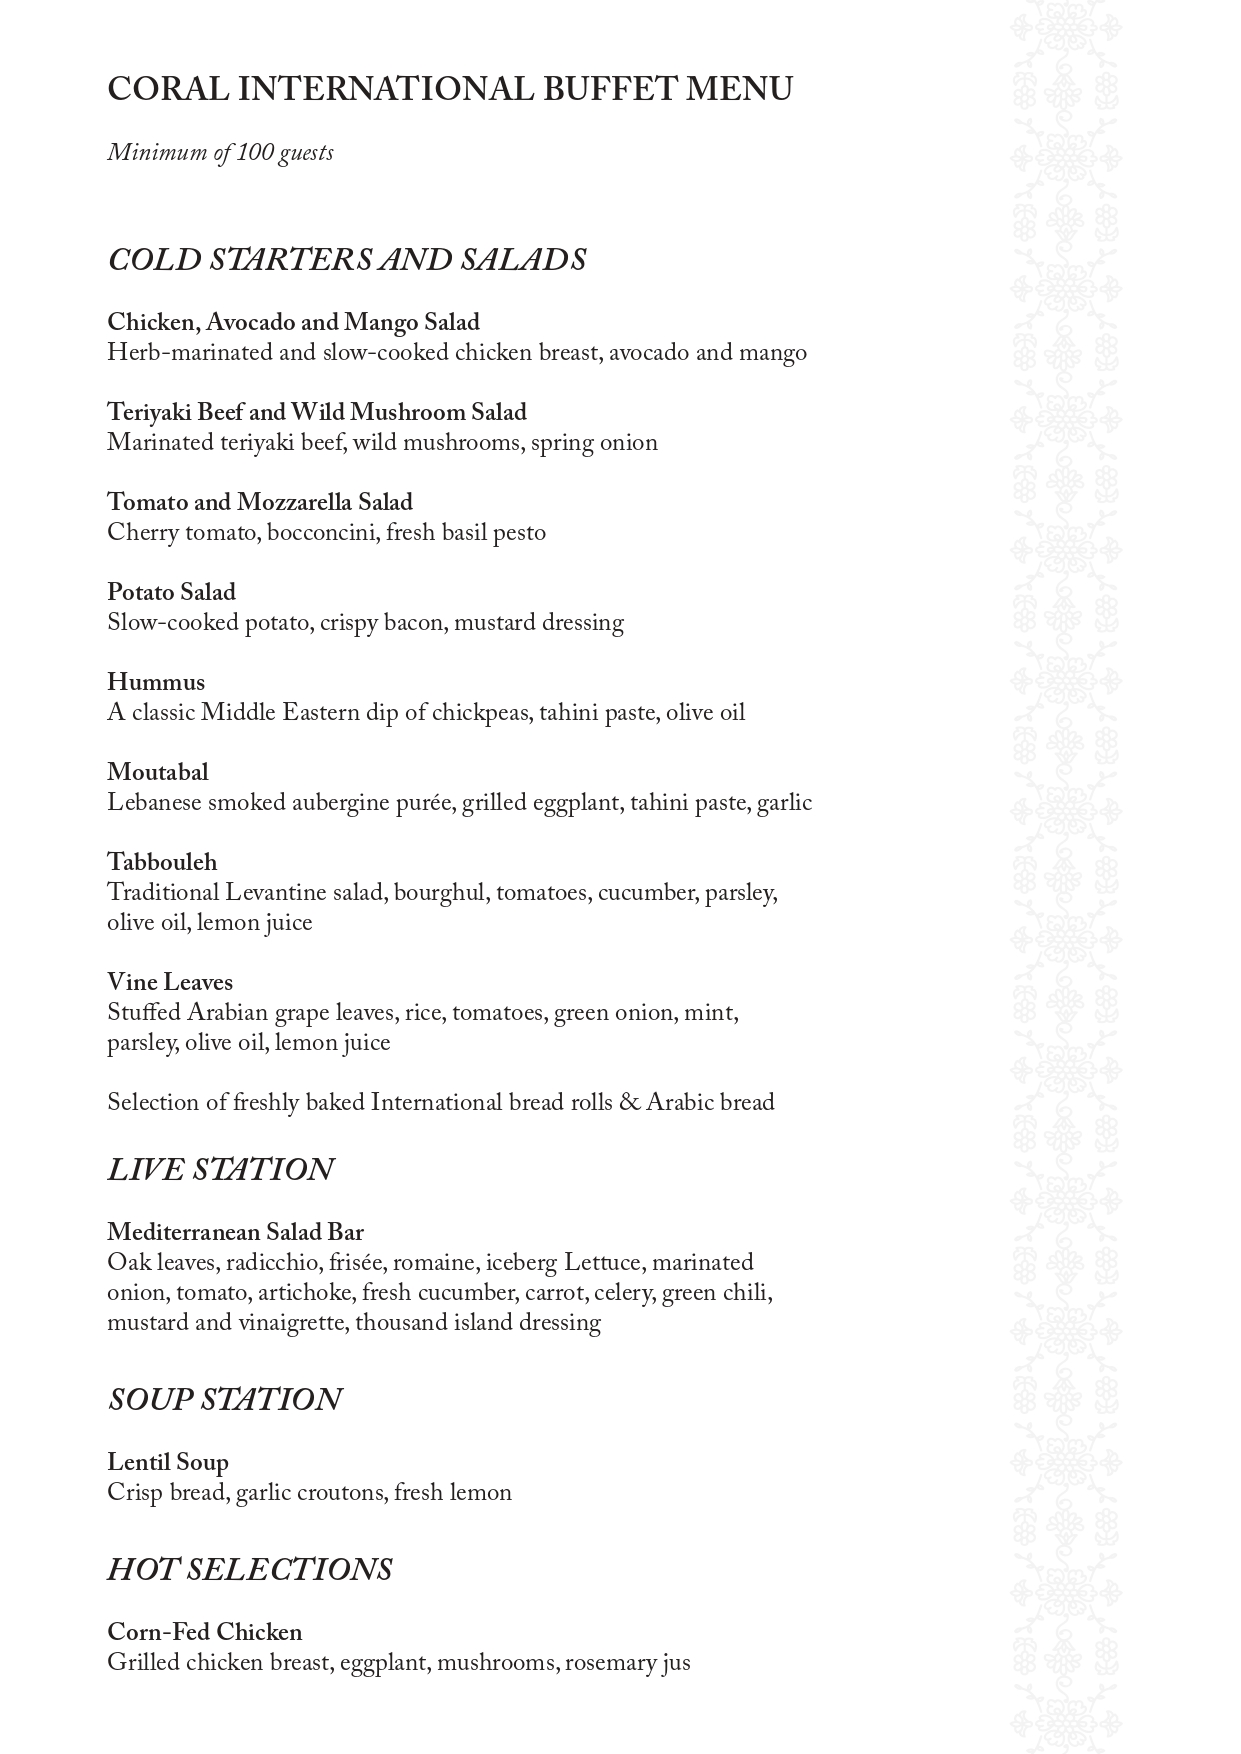 CORAL INTERNATIONAL BUFFET MENU
Minimum of 100 guests
COLD STARTERS AND SALADS
Chicken, Avocado and Mango Salad
Herb-marinated and slow-cooked chicken breast, avocado and mango
Teriyaki Beef and Wild Mushroom Salad
Marinated teriyaki beef, wild mushrooms, spring onion
Tomato and Mozzarella Salad
Cherry tomato, bocconcini, fresh basil pesto
Potato Salad
Slow-cooked potato, crispy bacon, mustard dressing
Hummus
A classic Middle Eastern dip of chickpeas, tahini paste, olive oil
Moutabal
Lebanese smoked aubergine purée, grilled eggplant, tahini paste, garlic
Tabbouleh
Traditional Levantine salad, bourghul, tomatoes, cucumber, parsley,
olive oil, lemon juice
Vine Leaves
Stuffed Arabian grape leaves, rice, tomatoes, green onion, mint,
parsley, olive oil, lemon juice
Selection of freshly baked International bread rolls & Arabic bread
LIVE STATION
Mediterranean Salad Bar
Oak leaves, radicchio, frisée, romaine, iceberg Lettuce, marinated
onion, tomato, artichoke, fresh cucumber, carrot, celery, green chili,
mustard and vinaigrette, thousand island dressing
SOUP STATION
Lentil Soup
Crisp bread, garlic croutons, fresh lemon
HOT SELECTIONS
Corn-Fed Chicken
Grilled chicken breast, eggplant, mushrooms, rosemary jus